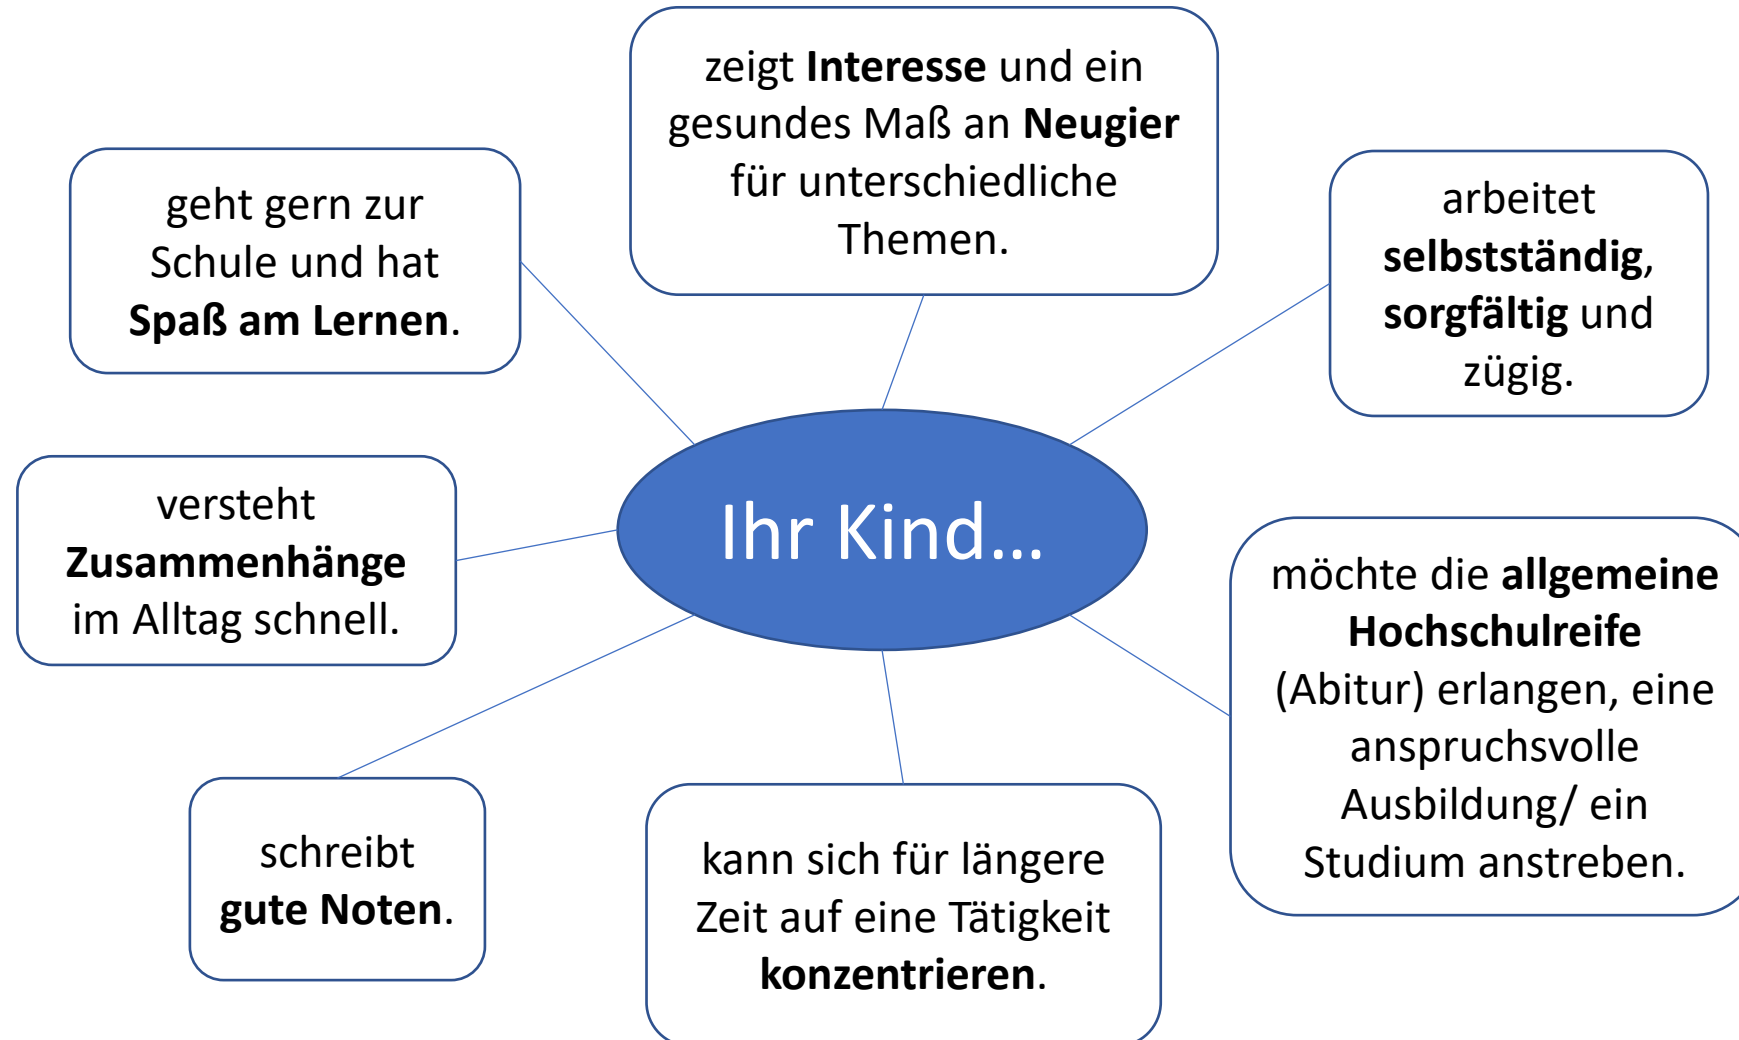 zeigt Interesse und ein
gesundes Maß an Neugier
für unterschiedliche
Themen.
geht gern zur
Schule und hat
Spaß am Lernen.
arbeitet
selbstständig,
sorgfältig und
zügig.
versteht
Zusammenhänge
im Alltag schnell.
Ihr Kind...
möchte die allgemeine
Hochschulreife
(Abitur) erlangen, eine
anspruchsvolle
Ausbildung/ ein
Studium anstreben.
schreibt
gute Noten.
kann sich für längere
Zeit auf eine Tätigkeit
konzentrieren.